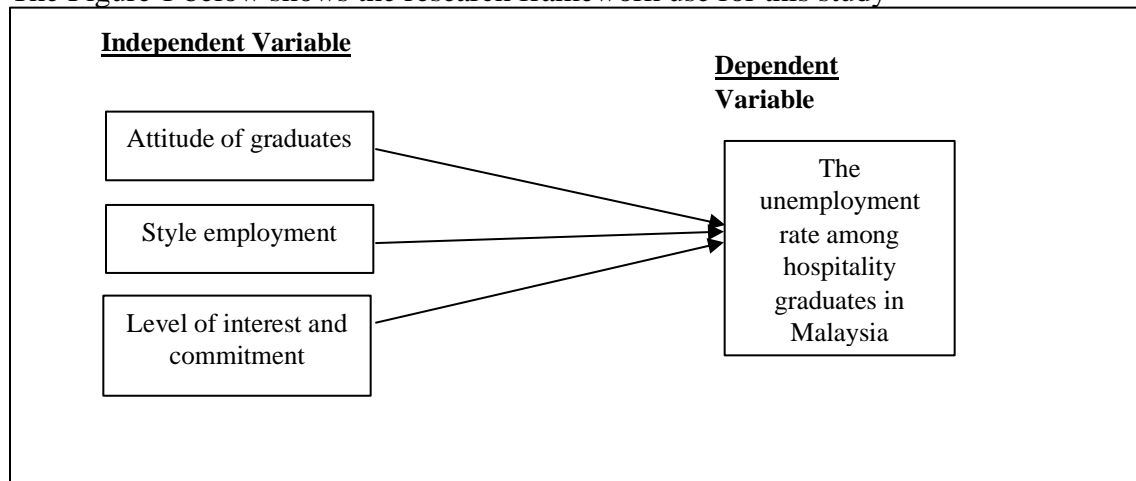 The Figure 1 below shows the research framework use for this study
Independent Variable
Dependent
Variable
Attitude of graduates
Style employment
Level of interest and
commitment
The
unemployment
rate among
hospitality
graduates in
Malaysia